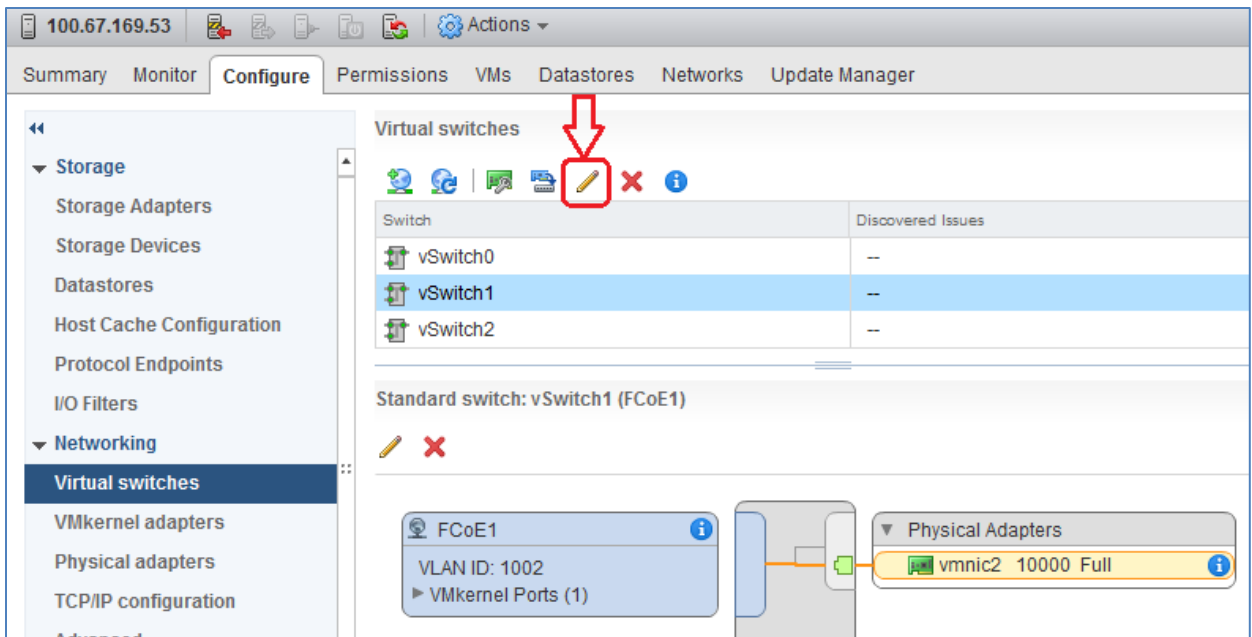 100.67.169.53 Actions
Summary Monitor Configure Permissions VMs Datastores Networks Update Manager
Storage
Storage Adapters
Storage Devices
Datastores
Host Cache Configuration
Protocol Endpoints
I/O Filters
Networking
Virtual switches
VMkernel adapters
Physical adapters
TCP/IP configuration
Advanced
Virtual switches
Switch Discovered Issues
vSwitch0 --
vSwitch1 --
vSwitch2 --
Standard switch: vSwitch1 (FCoE1)
FCoE1
VLAN ID: 1002
VMkernel Ports (1)
Physical Adapters
vmnic2 10000 Full